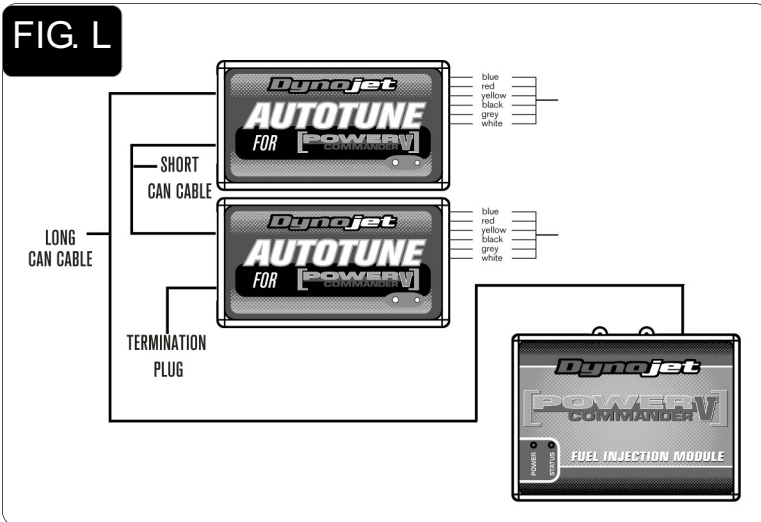 FIG. L
Dynojet
AUTOTUNE
FOR POWER V
COMMANDER
blue
red
yellow
black
grey
white
SHORT
CAN CABLE
LONG
CAN CABLE
Dynojet
AUTOTUNE
FOR POWER V
COMMANDER
blue
red
yellow
black
grey
white
TERMINATION
PLUG
Dynojet
POWER V
COMMANDER
POWER
STATUS
FUEL INJECTION MODULE